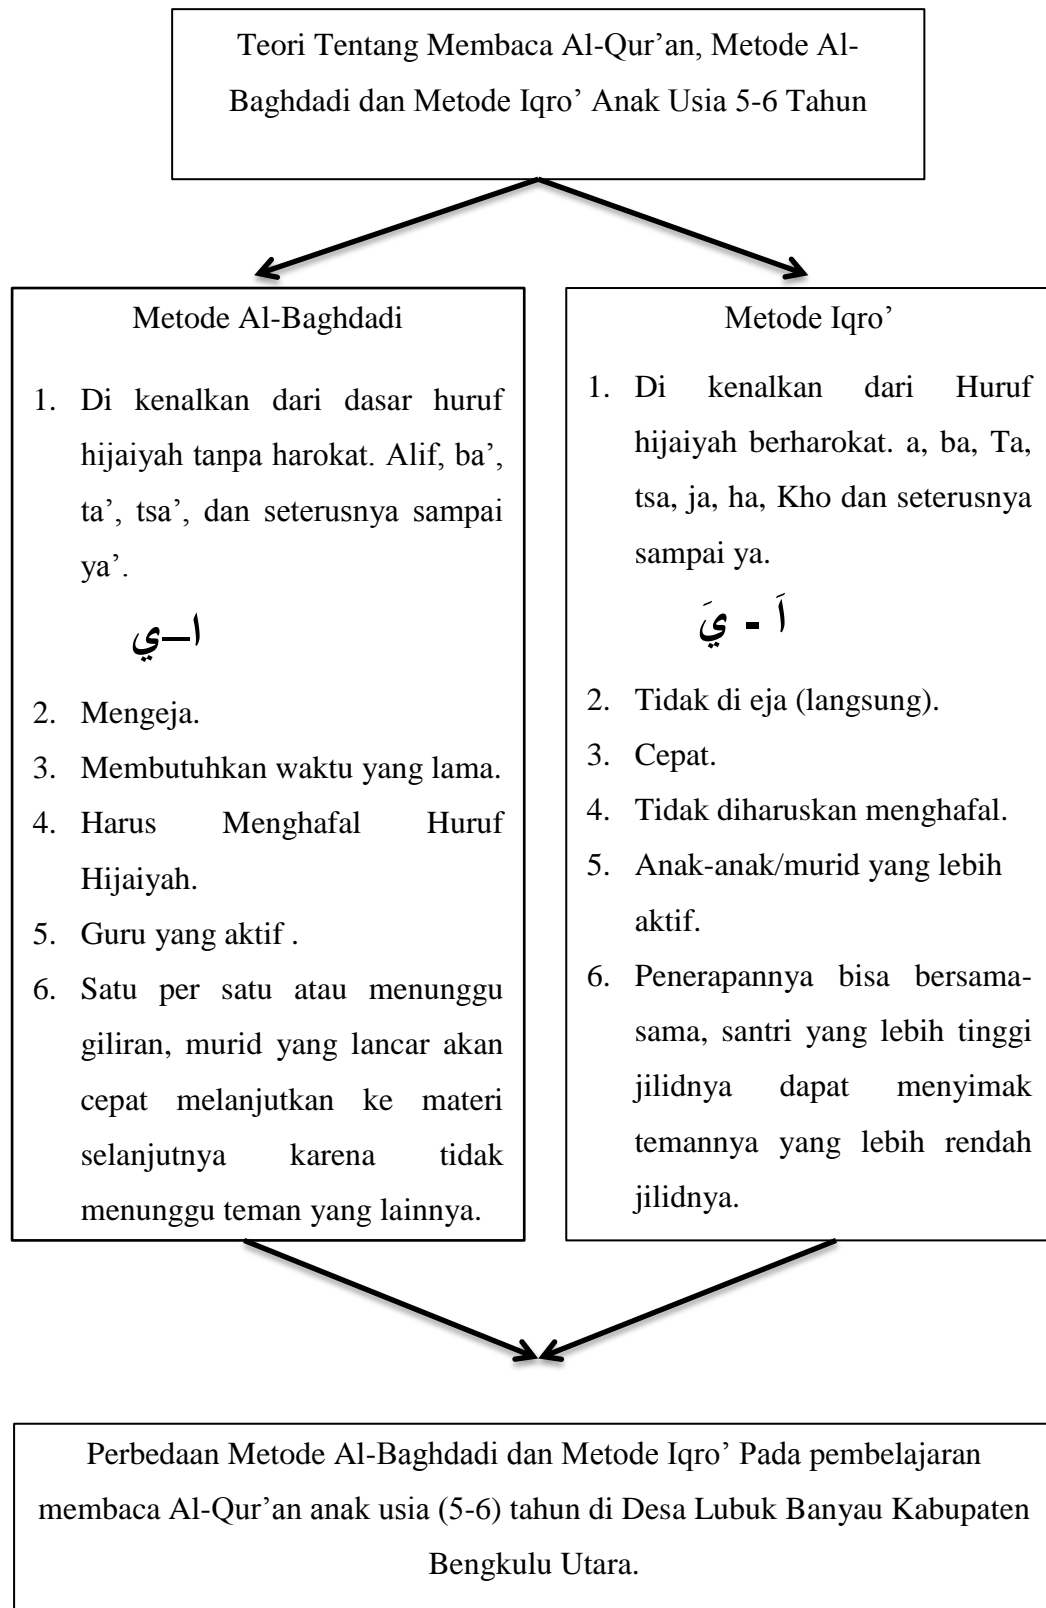 Teori Tentang Membaca Al-Qur’an, Metode Al-
Baghdadi dan Metode Iqro’ Anak Usia 5-6 Tahun
Metode Al-Baghdadi
1. Di kenalkan dari dasar huruf
hijaiyah tanpa harokat. Alif, ba’,
ta’, tsa’, dan seterusnya sampai
ya’.
ا–ي
2. Mengeja.
3. Membutuhkan waktu yang lama.
4. Harus Menghafal Huruf
Hijaiyah.
5. Guru yang aktif .
6. Satu per satu atau menunggu
giliran, murid yang lancar akan
cepat melanjutkan ke materi
selanjutnya karena tidak
menunggu teman yang lainnya.
Metode Iqro’
1. Di kenalkan dari Huruf
hijaiyah berharokat. a, ba, Ta,
tsa, ja, ha, Kho dan seterusnya
sampai ya.
اَ - يَ
2. Tidak di eja (langsung).
3. Cepat.
4. Tidak diharuskan menghafal.
5. Anak-anak/murid yang lebih
aktif.
6. Penerapannya bisa bersama-
sama, santri yang lebih tinggi
jilidnya dapat menyimak
temannya yang lebih rendah
jilidnya.
Perbedaan Metode Al-Baghdadi dan Metode Iqro’ Pada pembelajaran
membaca Al-Qur’an anak usia (5-6) tahun di Desa Lubuk Banyau Kabupaten
Bengkulu Utara.